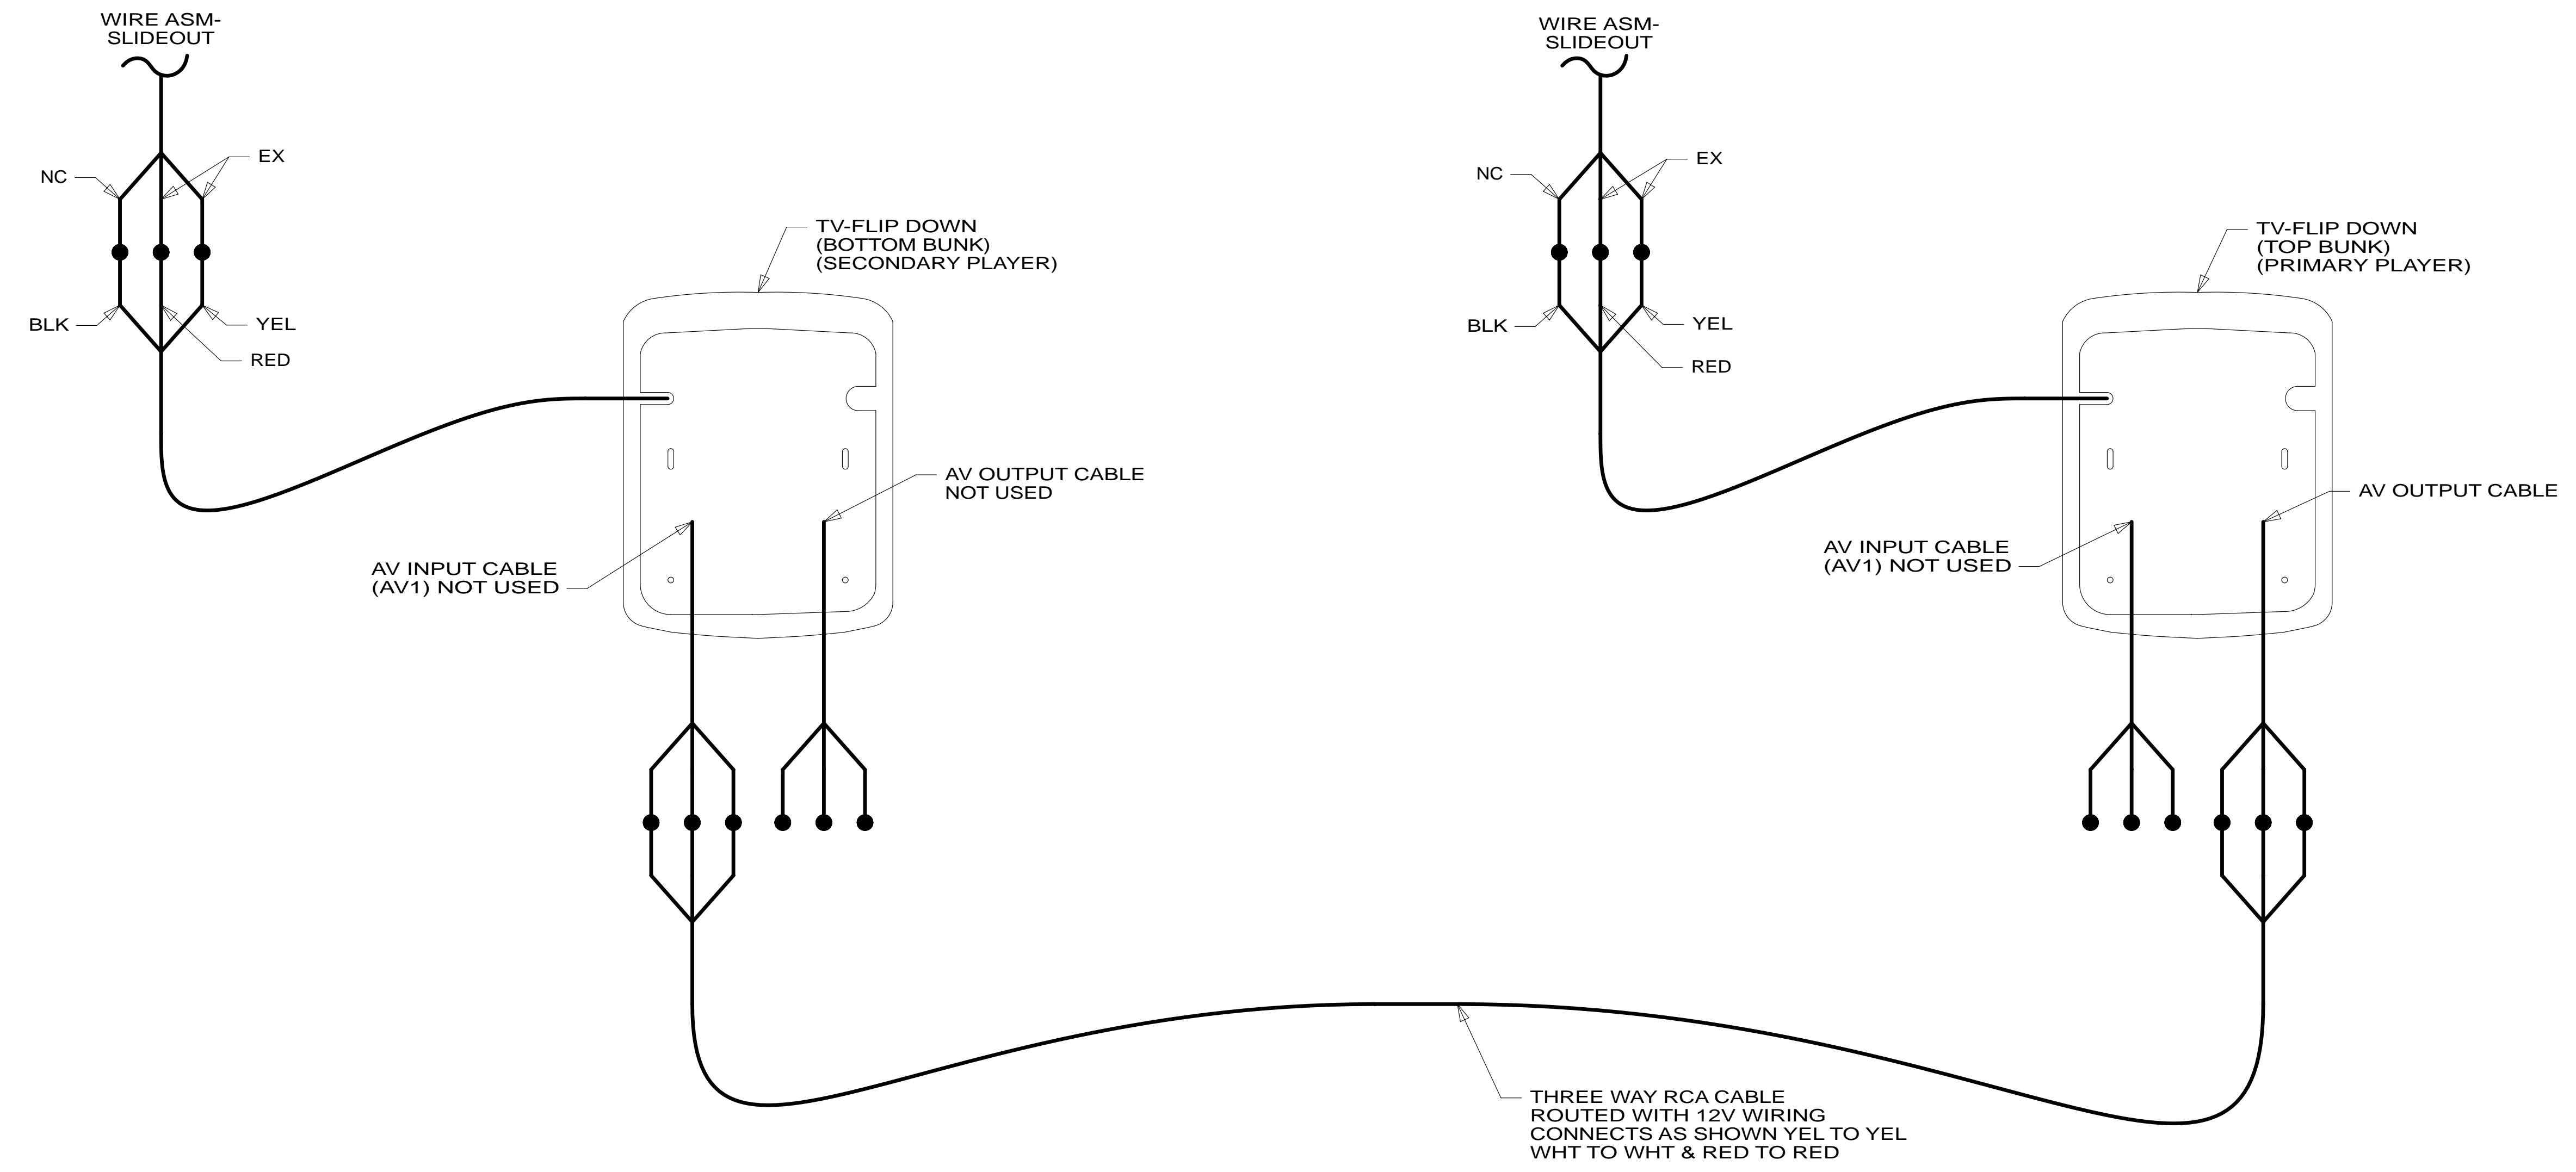 WIRE ASM-
SLIDEOUT
NC
EX
BLK
YEL
RED
TV-FLIP DOWN
(BOTTOM BUNK)
(SECONDARY PLAYER)
AV OUTPUT CABLE
NOT USED
AV INPUT CABLE
(AV1) NOT USED
WIRE ASM-
SLIDEOUT
NC
EX
BLK
YEL
RED
TV-FLIP DOWN
(TOP BUNK)
(PRIMARY PLAYER)
AV OUTPUT CABLE
AV INPUT CABLE
(AV1) NOT USED
THREE WAY RCA CABLE
ROUTED WITH 12V WIRING
CONNECTS AS SHOWN YEL TO YEL
WHT TO WHT & RED TO RED